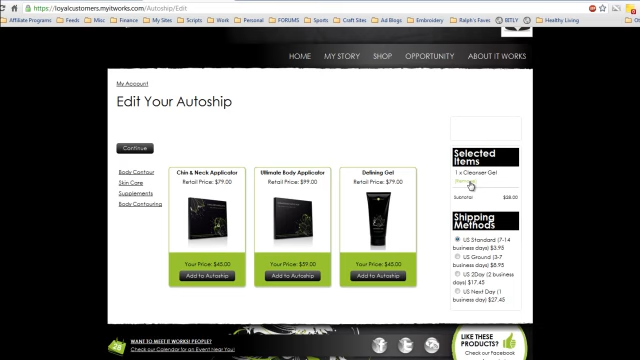 https://loyalcustomers.myitworks.com/Autoship/Edit
Affiliate Programs Feeds Misc Finance My Sites Scripts Work Personal FORUMS Sports Craft Sites Ad Blogs Embroidery Ralph's Faves BITLY Healthy Living
HOME MY STORY SHOP OPPORTUNITY ABOUT IT WORKS
My Account
Edit Your Autoship
Continue
Body Contour
Skin Care
Supplements
Body Contouring
Chin & Neck Applicator
Retail Price: $79.00
Your Price: $45.00
Add to Autoship
Ultimate Body Applicator
Retail Price: $99.00
Your Price: $59.00
Add to Autoship
Defining Gel
Retail Price: $79.00
Your Price: $45.00
Add to Autoship
Selected
Items
1 x Cleanser Gel
Subtotal $38.00
Shipping
Methods
US Standard (7-14
business days) $3.95
US Ground (3-7
business days) $8.95
US 2Day (2 business
days) $17.45
US Next Day (1
business day)
$27.45
28
WANT TO MEET IT WORKS! PEOPLE?
Check our Calendar for an Event Near You!
LIKE THESE
PRODUCTS?